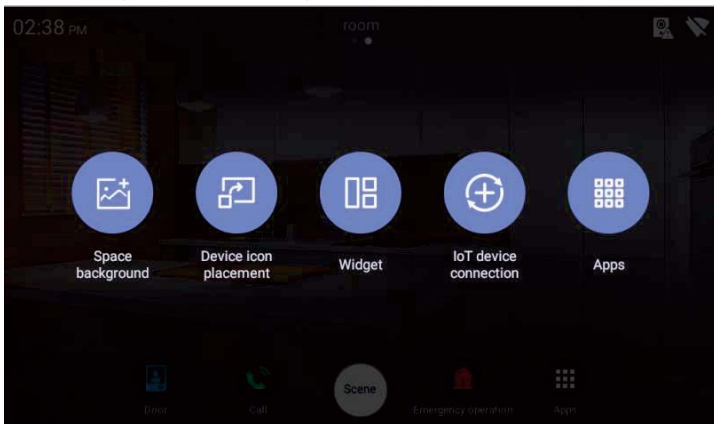 02:38 PM
room
Space
background
Device icon
placement
Widget
IoT device
connection
Apps
Door
Call
Scene
Emergency operation
Apps